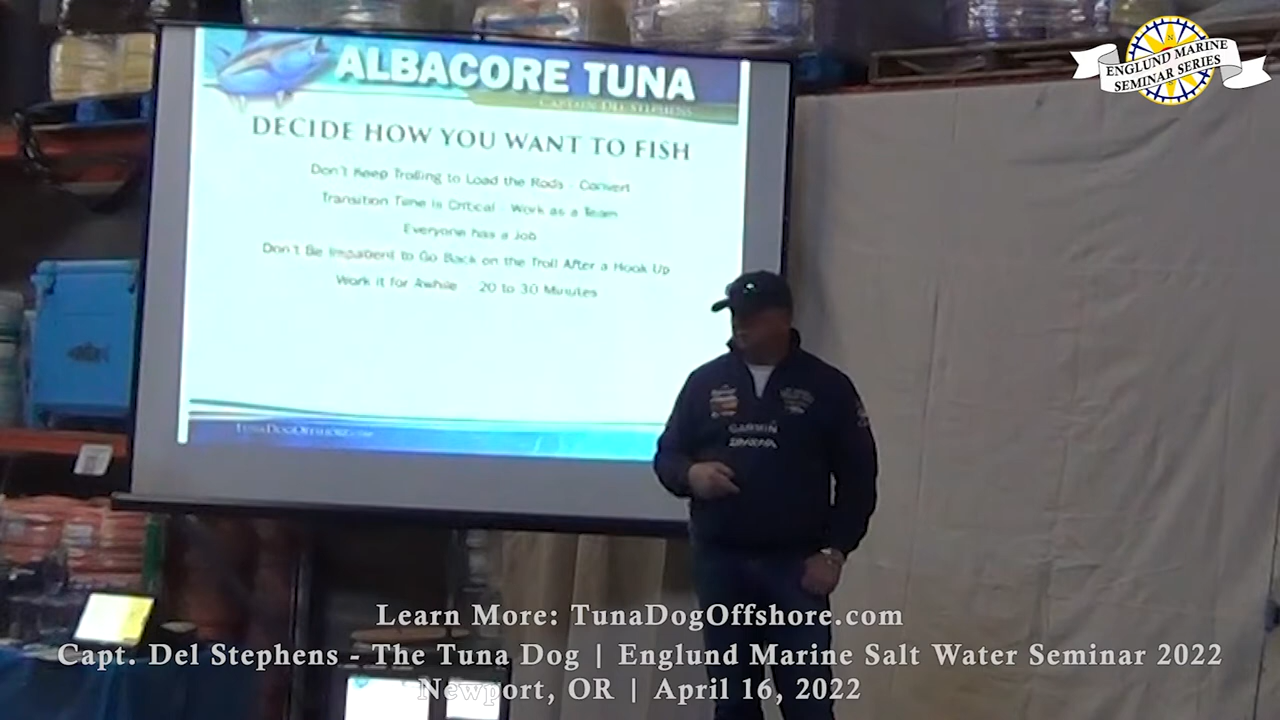 ENGLUND MARINE
SEMINAR SERIES
ALBACORE TUNA
CAPTAIN DEL STEPHENS
DECIDE HOW YOU WANT TO FISH
Don't Keep Trolling to Load the Rods - Convert
Transition Time is Critical - Work as a Team
Everyone has a Job
Don't Be Impatient to Go Back on the Troll After a Hook Up
Work it for Awhile 20 to 30 Minutes
TunaDogOffshore.com
GARMIN
Learn More: TunaDogOffshore.com
Capt. Del Stephens - The Tuna Dog | Englund Marine Salt Water Seminar 2022
Newport, OR | April 16, 2022